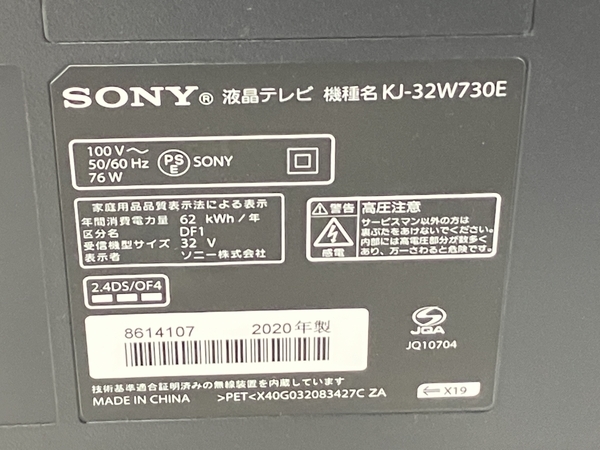 SONY® 液晶テレビ 機種名 KJ-32W730E
100 V〜
50/60 Hz
76 W
PS
E
SONY
家庭用品品質表示法による表示
年間消費電力量 62 kWh/年
区分名 DF1
受信機型サイズ 32 V
表示者 ソニー株式会社
警告 高圧注意
サービスマン以外の方は
裏ぶたをあけないでください。
内部には高電圧部分が数多く
あり、万一さわると危険です。
感電
2.4DS/OF4
8614107 2020年製
JQA
JQ10704
技術基準適合証明済みの無線装置を内蔵しています
MADE IN CHINA >PET<X40G032083427C ZA
X19